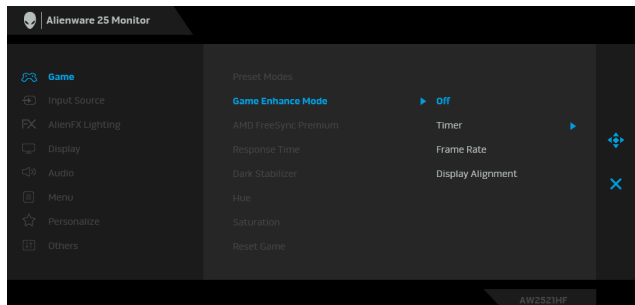 Alienware 25 Monitor
Game
Input Source
AlienFX Lighting
Display
Audio
Menu
Personalize
Others
Preset Modes
Game Enhance Mode
AMD FreeSync Premium
Response Time
Dark Stabilizer
Hue
Saturation
Reset Game
Off
Timer
Frame Rate
Display Alignment
AW2521HF